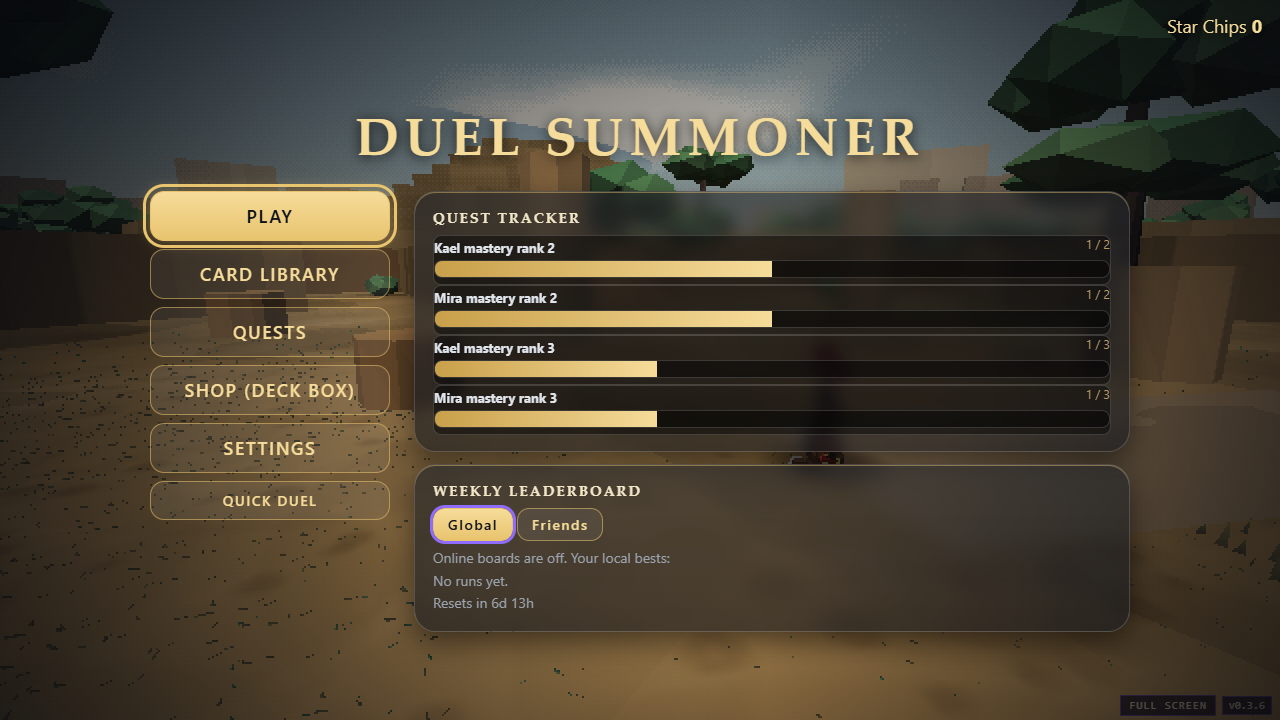 Star Chips 0
DUEL SUMMONER
PLAY
CARD LIBRARY
QUESTS
SHOP (DECK BOX)
SETTINGS
QUICK DUEL
QUEST TRACKER
Kael mastery rank 2 1 / 2
Mira mastery rank 2 1 / 2
Kael mastery rank 3 1 / 3
Mira mastery rank 3 1 / 3
WEEKLY LEADERBOARD
Global Friends
Online boards are off. Your local bests:
No runs yet.
Resets in 6d 13h
FULL SCREEN v0.3.6